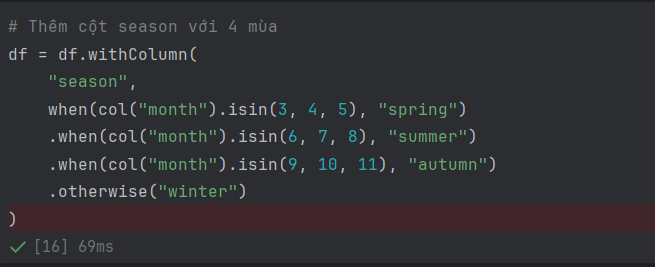 # Thêm cột season với 4 mùa
df = df.withColumn(
    "season",
    when(col("month").isin(3, 4, 5), "spring")
    .when(col("month").isin(6, 7, 8), "summer")
    .when(col("month").isin(9, 10, 11), "autumn")
    .otherwise("winter")
)
[16] 69ms